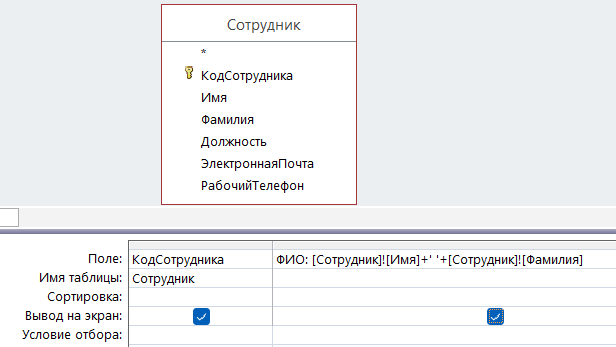 Сотрудник
*
КодСотрудника
Имя
Фамилия
Должность
ЭлектроннаяПочта
РабочийТелефон
Поле: КодСотрудника ФИО: [Сотрудник]![Имя]+' '+[Сотрудник]![Фамилия]
Имя таблицы: Сотрудник
Сортировка:
Вывод на экран:
Условие отбора: